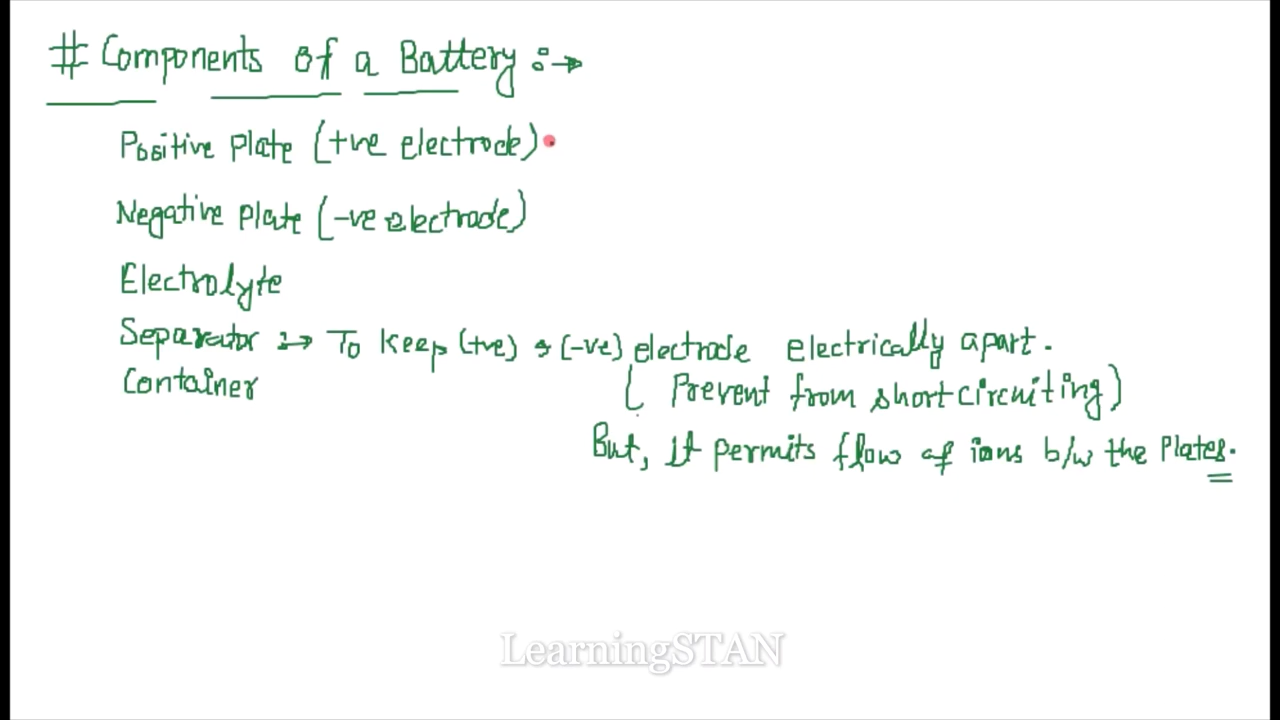 # Components of a Battery :→
Positive Plate (+ve electrode)
Negative Plate (-ve electrode)
Electrolyte
Separator :→ To keep (+ve) & (-ve) electrode electrically apart.
Container
( Prevent from short circuiting)
But, it permits flow of ions b/w the Plates.
LearningSTAN